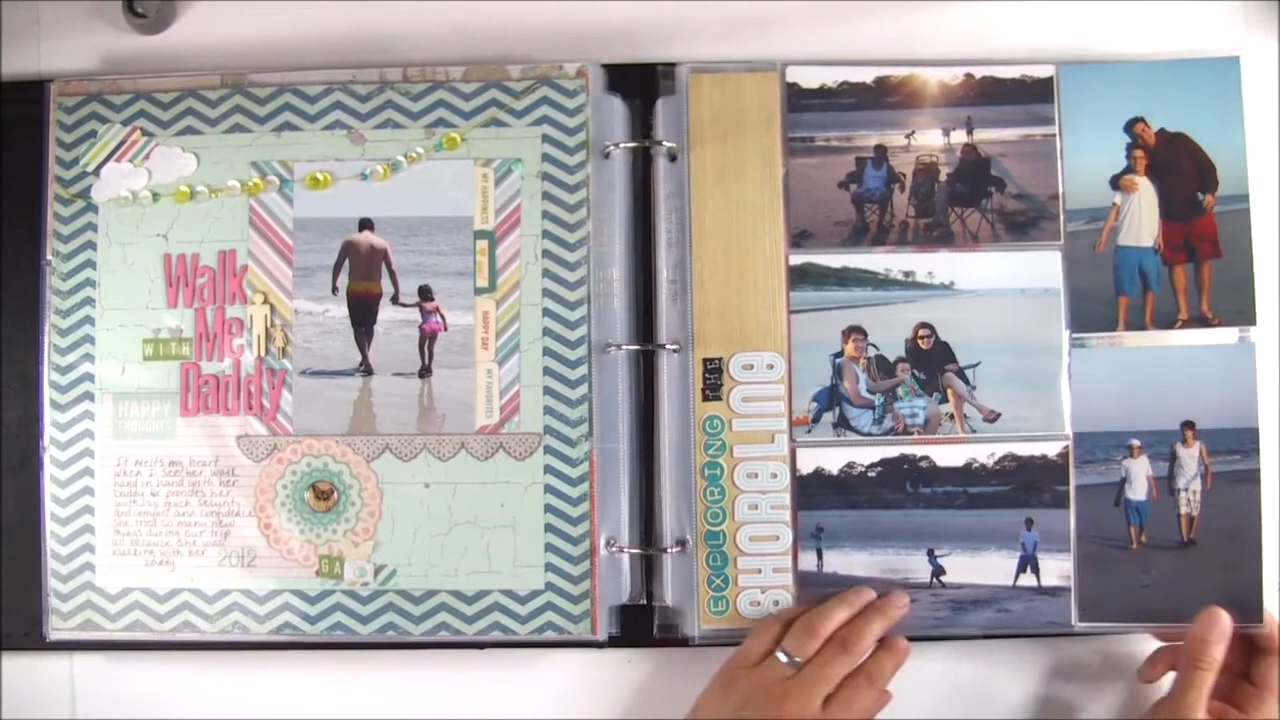 Walk
Me
WITH
Daddy
HAPPY
THOUGHTS
MY HAPPINESS
HAPPY DAY
MY FAVORITES
It melts my heart
when I see her walk
hand in hand with her
daddy. He provides her
with so much security
and comfort and confidence
She tried so many new
things during our trip
all because she was
walking with her
Daddy
2012
GA
EXPLORING THE
SHORELINE